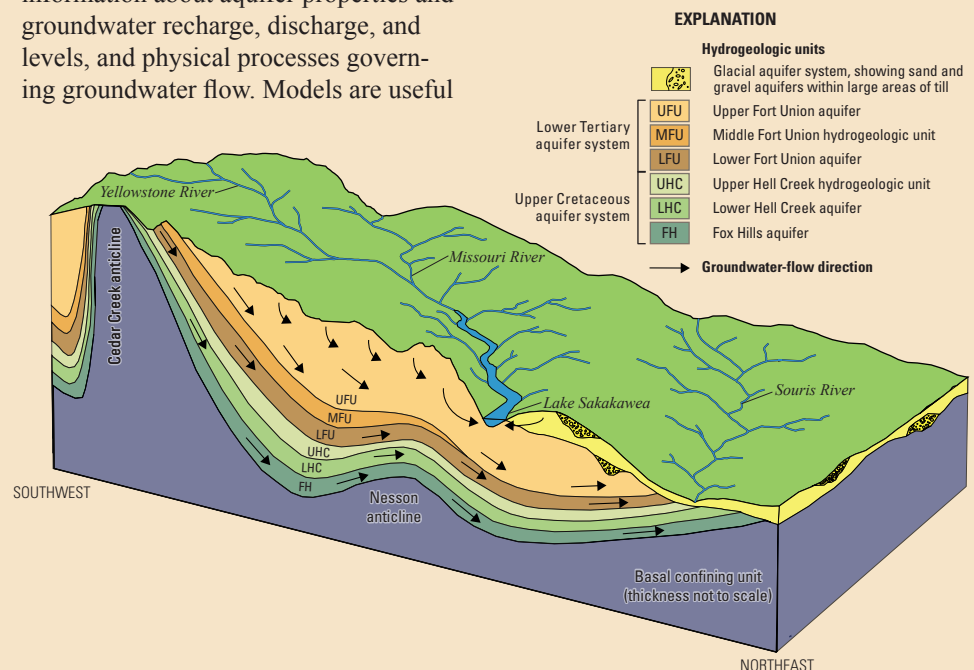 information about aquifer properties and
groundwater recharge, discharge, and
levels, and physical processes govern-
ing groundwater flow. Models are useful
EXPLANATION
Hydrogeologic units
Glacial aquifer system, showing sand and
gravel aquifers within large areas of till
Lower Tertiary
aquifer system
UFU Upper Fort Union aquifer
MFU Middle Fort Union hydrogeologic unit
LFU Lower Fort Union aquifer
Upper Cretaceous
aquifer system
UHC Upper Hell Creek hydrogeologic unit
LHC Lower Hell Creek aquifer
FH Fox Hills aquifer
Groundwater-flow direction
Yellowstone River
Missouri River
Cedar Creek anticline
Souris River
Lake Sakakawea
UFU
MFU
LFU
UHC
LHC
FH
Nesson
anticline
SOUTHWEST
Basal confining unit
(thickness not to scale)
NORTHEAST